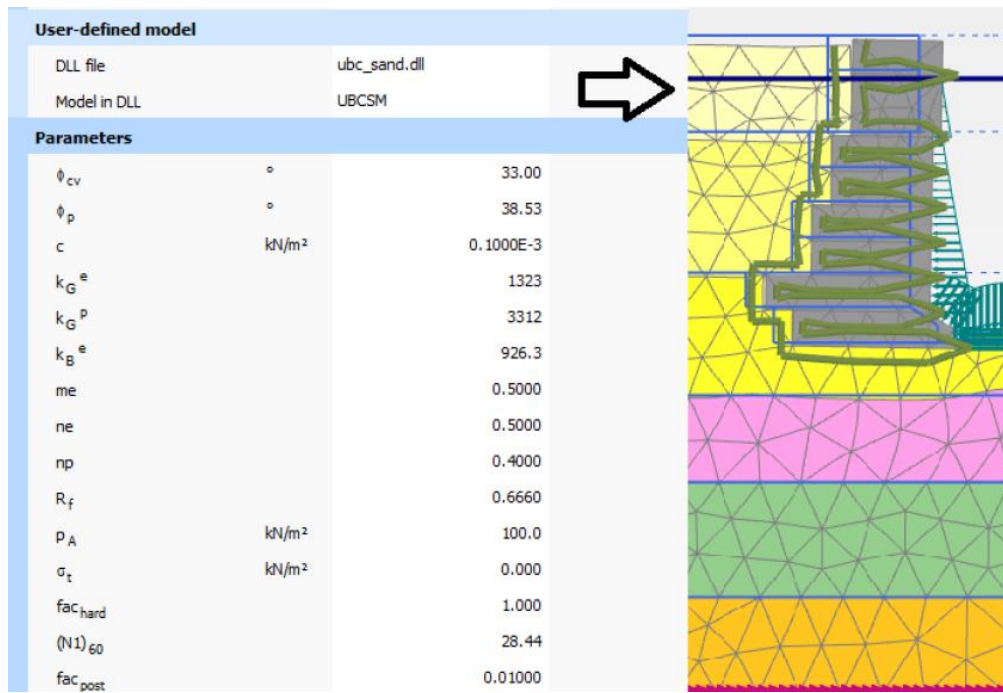 User-defined model
DLL file ubc_sand.dll
Model in DLL UBCSM
Parameters
ϕcv ° 33.00
ϕp ° 38.53
c kN/m² 0.1000E-3
kGe 1323
kGp 3312
kBe 926.3
me 0.5000
ne 0.5000
np 0.4000
Rf 0.6660
pA kN/m² 100.0
σt kN/m² 0.000
fachard 1.000
(N1)60 28.44
facpost 0.01000